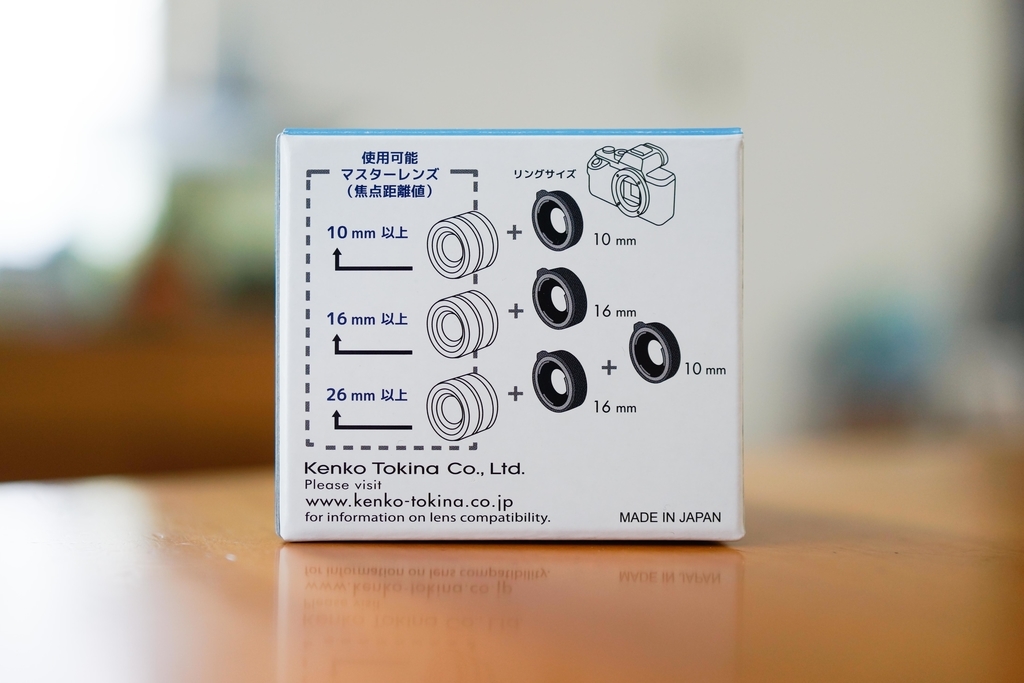 使用可能
マスターレンズ
（焦点距離値）
リングサイズ
10 mm 以上
+
10 mm
16 mm 以上
+
16 mm
+
10 mm
26 mm 以上
+
16 mm
Kenko Tokina Co., Ltd.
Please visit
www.kenko-tokina.co.jp
for information on lens compatibility.
MADE IN JAPAN